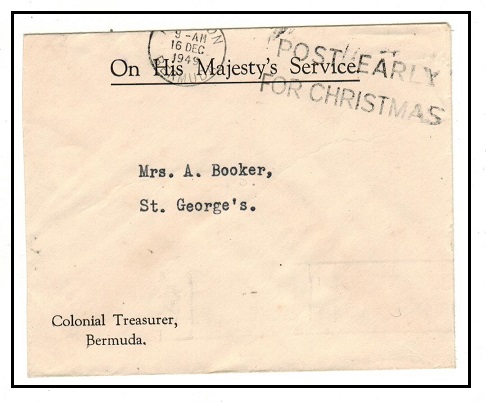 9-AM
16 DEC
1949
POST EARLY
FOR CHRISTMAS
On His Majesty's Service.
Mrs. A. Booker,
St. George's.
Colonial Treasurer,
Bermuda.